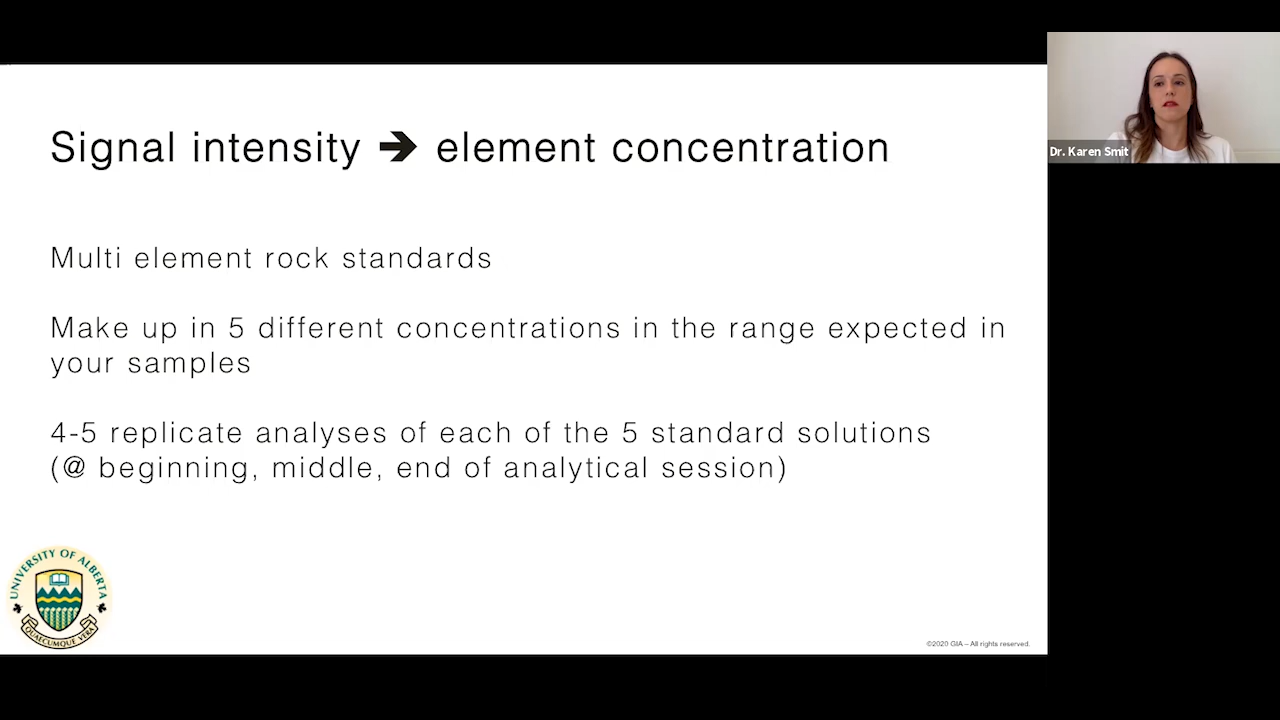 Signal intensity ➔ element concentration
Multi element rock standards
Make up in 5 different concentrations in the range expected in
your samples
4-5 replicate analyses of each of the 5 standard solutions
(@ beginning, middle, end of analytical session)
UNIVERSITY OF ALBERTA
QUAECUMQUE VERA
©2020 GIA – All rights reserved.
Dr. Karen Smit